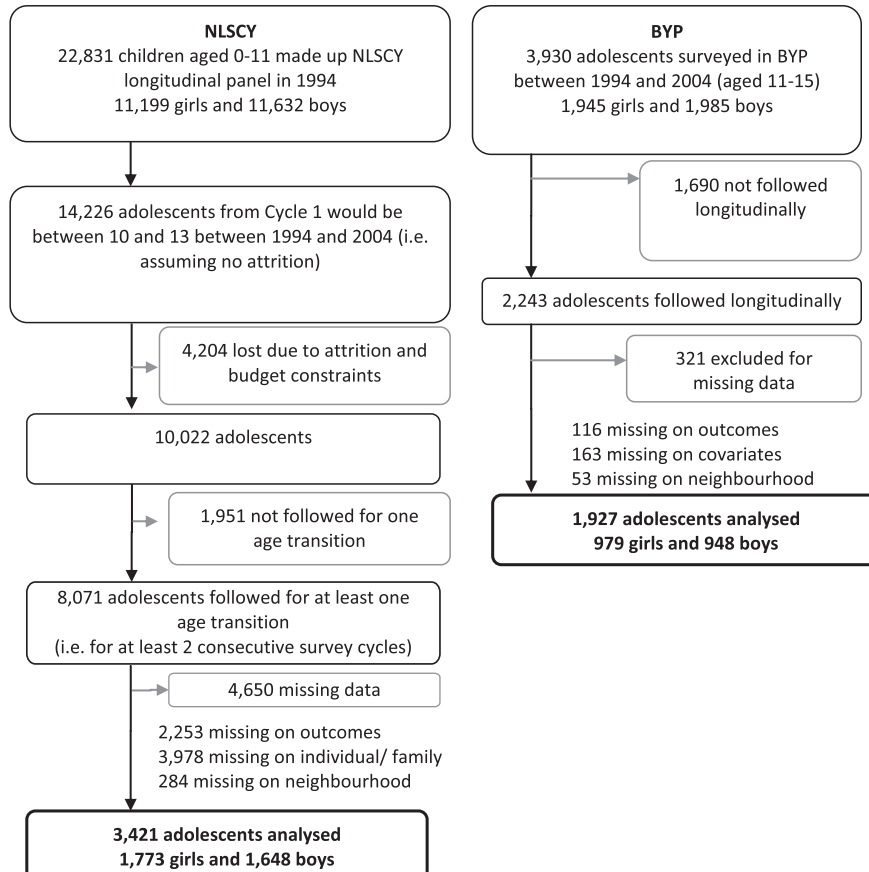 NLSCY
22,831 children aged 0-11 made up NLSCY
longitudinal panel in 1994
11,199 girls and 11,632 boys
14,226 adolescents from Cycle 1 would be
between 10 and 13 between 1994 and 2004 (i.e.
assuming no attrition)
4,204 lost due to attrition and
budget constraints
10,022 adolescents
1,951 not followed for one
age transition
8,071 adolescents followed for at least one
age transition
(i.e. for at least 2 consecutive survey cycles)
4,650 missing data
2,253 missing on outcomes
3,978 missing on individual/ family
284 missing on neighbourhood
3,421 adolescents analysed
1,773 girls and 1,648 boys
BYP
3,930 adolescents surveyed in BYP
between 1994 and 2004 (aged 11-15)
1,945 girls and 1,985 boys
1,690 not followed
longitudinally
2,243 adolescents followed longitudinally
321 excluded for
missing data
116 missing on outcomes
163 missing on covariates
53 missing on neighbourhood
1,927 adolescents analysed
979 girls and 948 boys